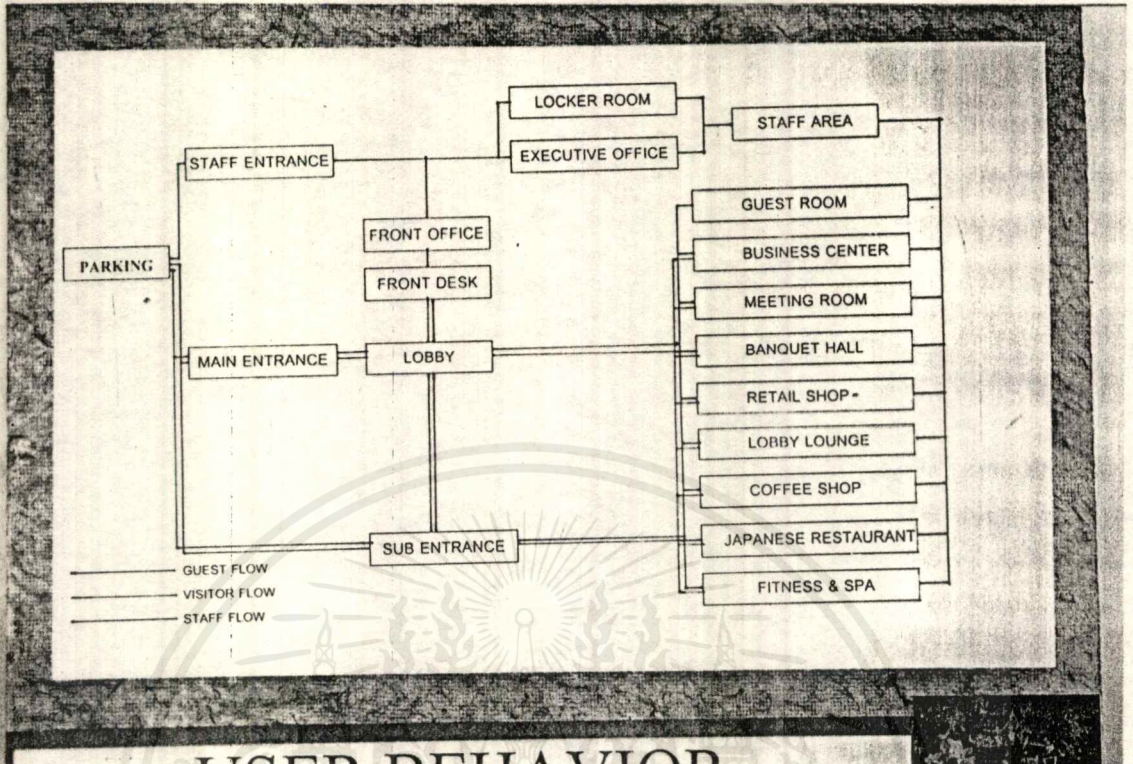 LOCKER ROOM
STAFF AREA
STAFF ENTRANCE
EXECUTIVE OFFICE
GUEST ROOM
FRONT OFFICE
PARKING
BUSINESS CENTER
FRONT DESK
MEETING ROOM
MAIN ENTRANCE
LOBBY
BANQUET HALL
RETAIL SHOP
LOBBY LOUNGE
COFFEE SHOP
SUB ENTRANCE
JAPANESE RESTAURANT
GUEST FLOW
VISITOR FLOW
STAFF FLOW
FITNESS & SPA
USER BEHAVIOR